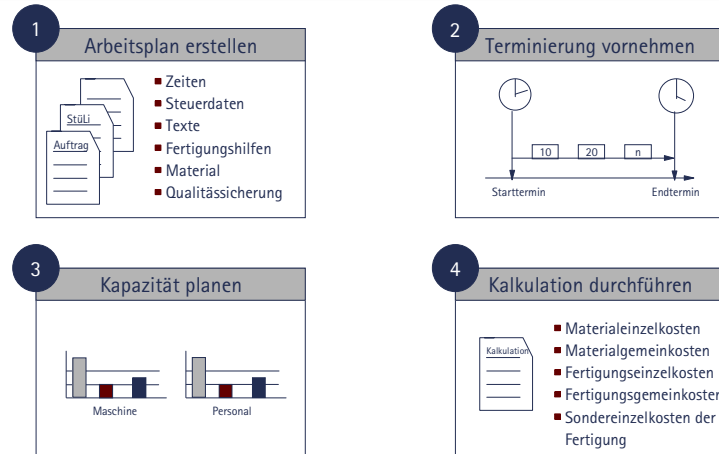 1
Arbeitsplan erstellen
StüLi
Auftrag
Zeiten
Steuerdaten
Texte
Fertigungshilfen
Material
Qualitässicherung
2
Terminierung vornehmen
10 20 n
Starttermin Endtermin
3
Kapazität planen
Maschine Personal
4
Kalkulation durchführen
Kalkulation
Materialeinzelkosten
Materialgemeinkosten
Fertigungseinzelkosten
Fertigungsgemeinkosten
Sondereinzelkosten der
Fertigung